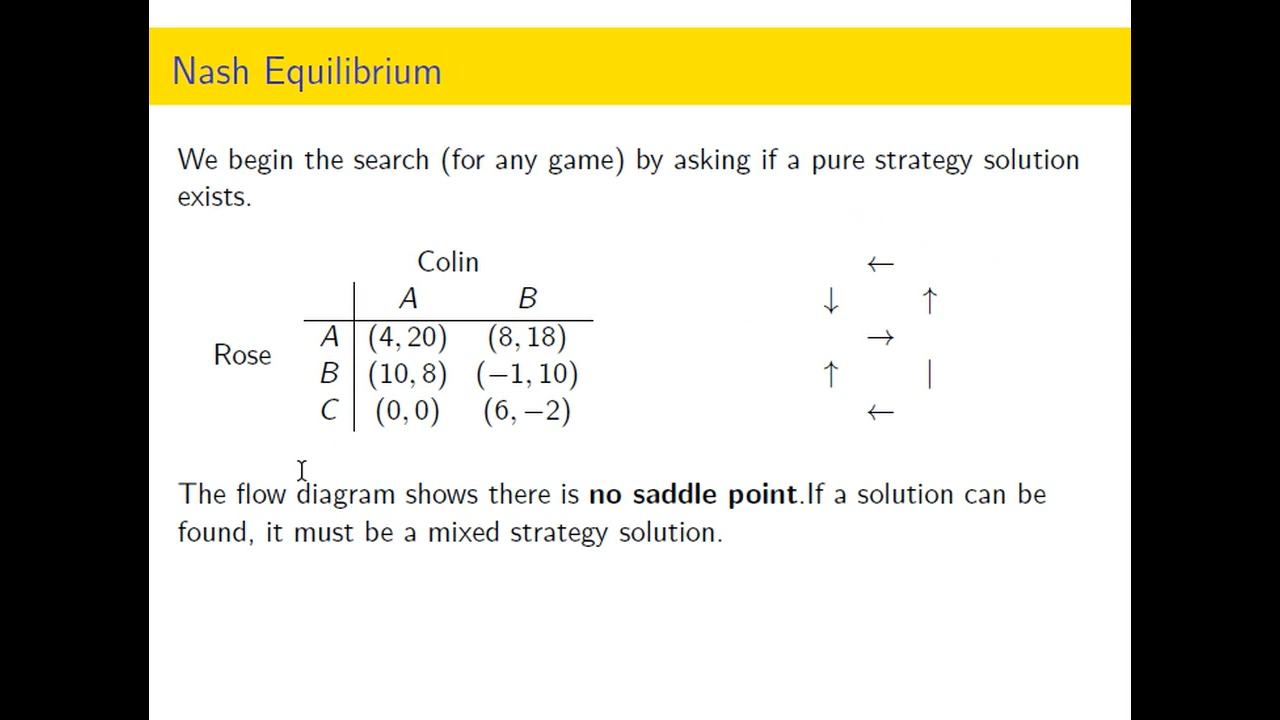 Nash Equilibrium
We begin the search (for any game) by asking if a pure strategy solution
exists.
Colin
A B
Rose
A (4, 20) (8, 18)
B (10, 8) (−1, 10)
C (0, 0) (6, −2)
←
↓ ↑
→
↑ |
←
The flow diagram shows there is no saddle point.If a solution can be
found, it must be a mixed strategy solution.